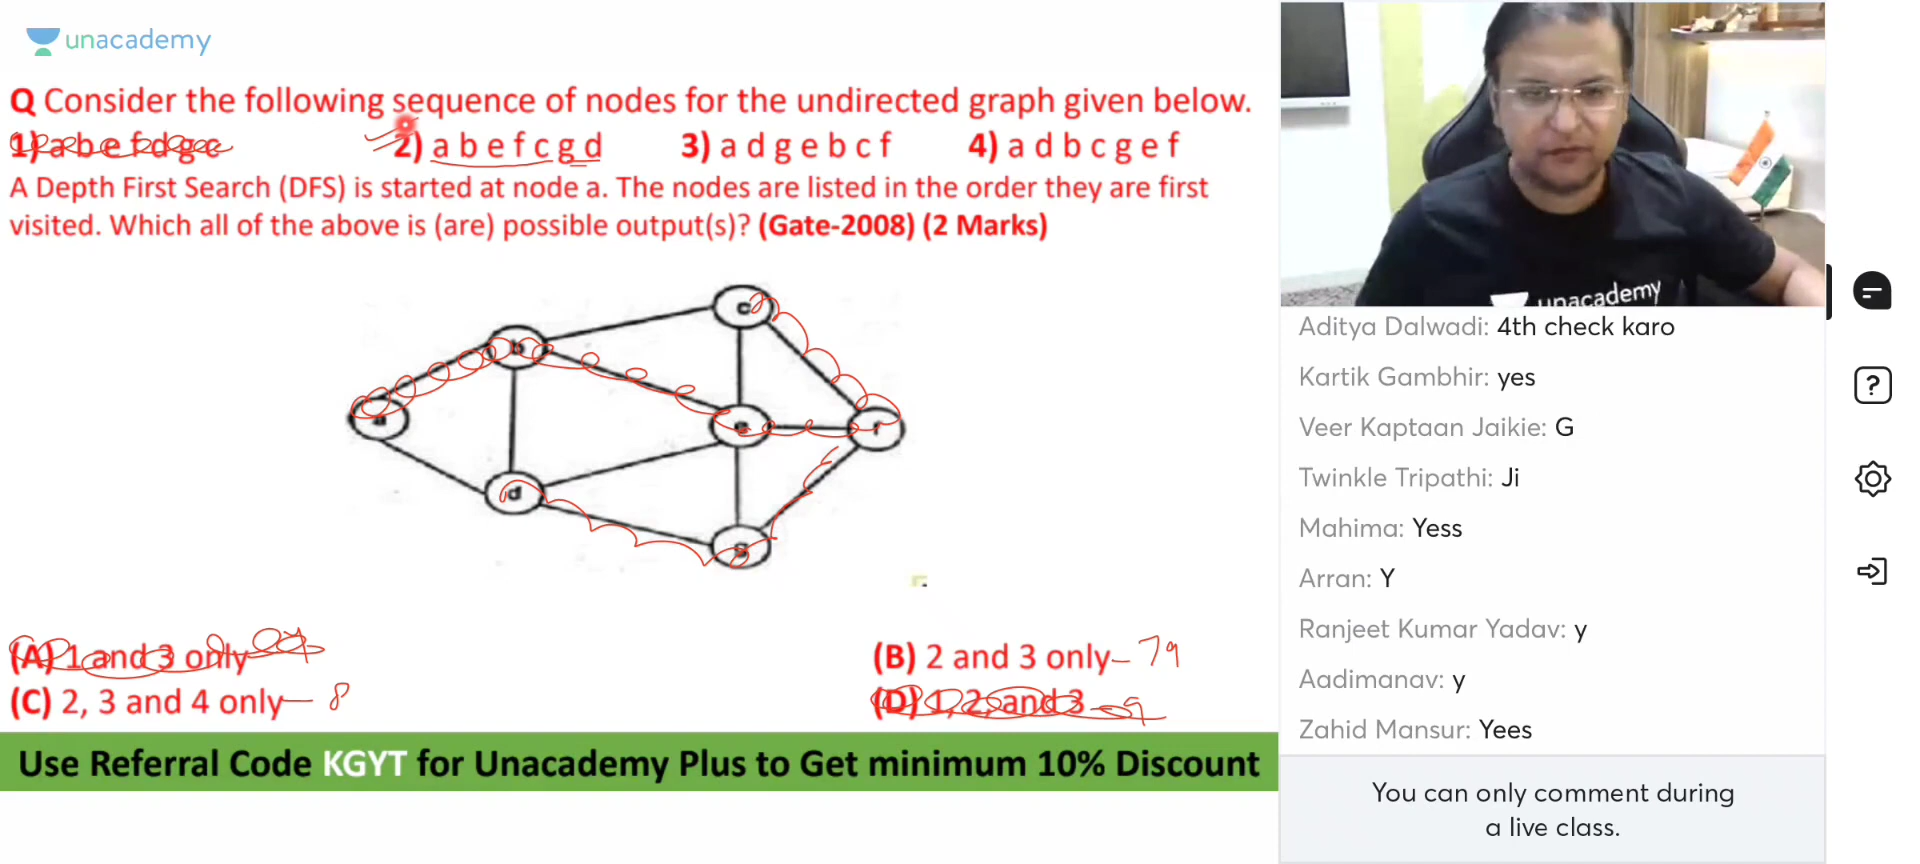 unacademy
Q Consider the following sequence of nodes for the undirected graph given below.
1) a b e f d g c 2) a b e f c g d 3) a d g e b c f 4) a d b c g e f
A Depth First Search (DFS) is started at node a. The nodes are listed in the order they are first
visited. Which all of the above is (are) possible output(s)? (Gate-2008) (2 Marks)
c
b
a
e
f
d
g
(A) 1 and 3 only
(B) 2 and 3 only – 79
(C) 2, 3 and 4 only – 8
(D) 1, 2, and 3 – 9
Use Referral Code KGYT for Unacademy Plus to Get minimum 10% Discount
unacademy
Aditya Dalwadi: 4th check karo
Kartik Gambhir: yes
Veer Kaptaan Jaikie: G
Twinkle Tripathi: Ji
Mahima: Yess
Arran: Y
Ranjeet Kumar Yadav: y
Aadimanav: y
Zahid Mansur: Yees
You can only comment during
a live class.
?